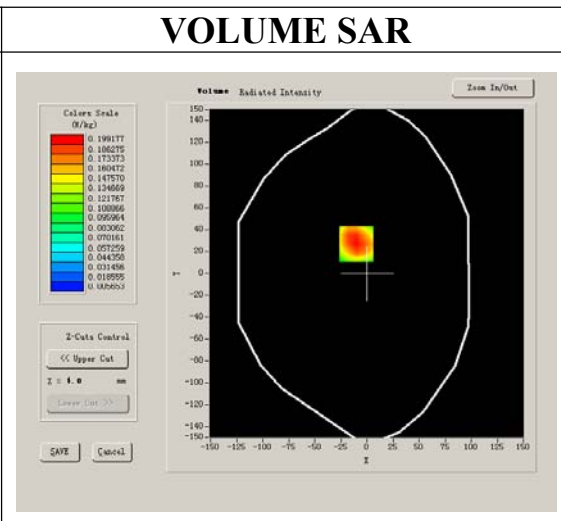 VOLUME SAR
Volume Radiated Intensity
Zoom In/Out
Colors Scale
(W/kg)
0.199177
0.186275
0.173373
0.160472
0.147570
0.134669
0.121767
0.108866
0.095964
0.083062
0.070161
0.057259
0.044358
0.031456
0.018555
0.005653
Z-Cuts Control
<< Upper Cut
Z = 4.0 mm
Lower Cut >>
SAVE
Cancel
150
140
120
100
80
60
40
20
0
-20
-40
-60
-80
-100
-120
-140
-150
Y
-150 -125 -100 -75 -50 -25 0 25 50 75 100 125 150
X